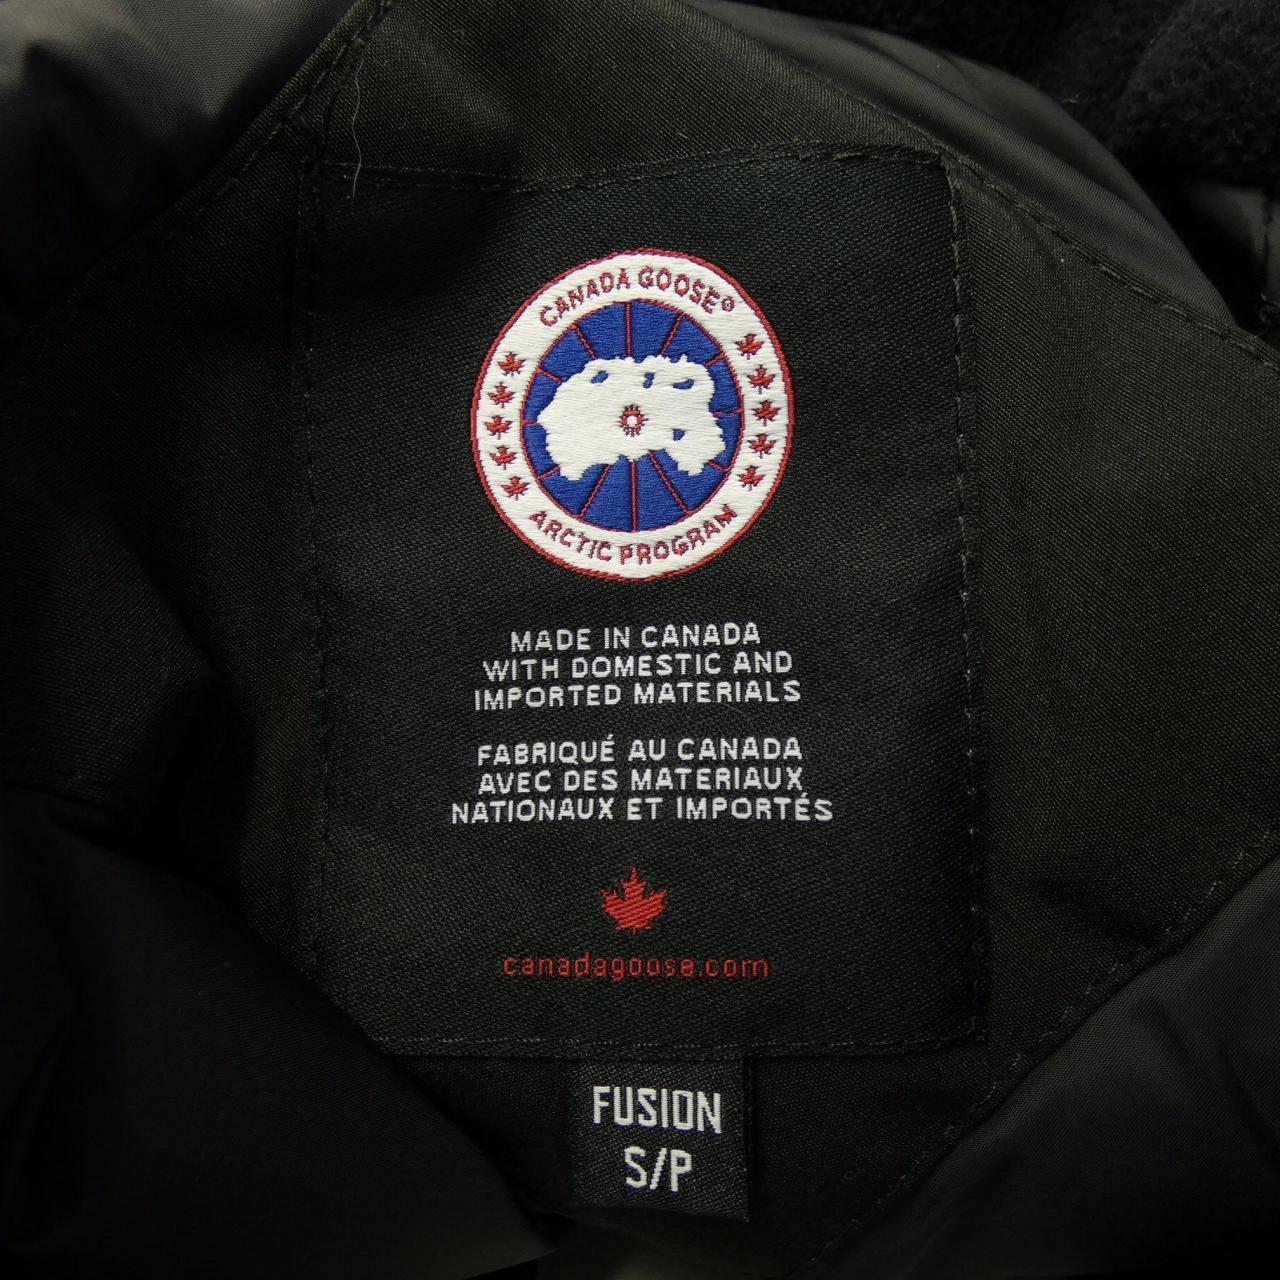 CANADA GOOSE®
ARCTIC PROGRAM
MADE IN CANADA
WITH DOMESTIC AND
IMPORTED MATERIALS
FABRIQUÉ AU CANADA
AVEC DES MATERIAUX
NATIONAUX ET IMPORTÉS
canadagoose.com
FUSION
S/P